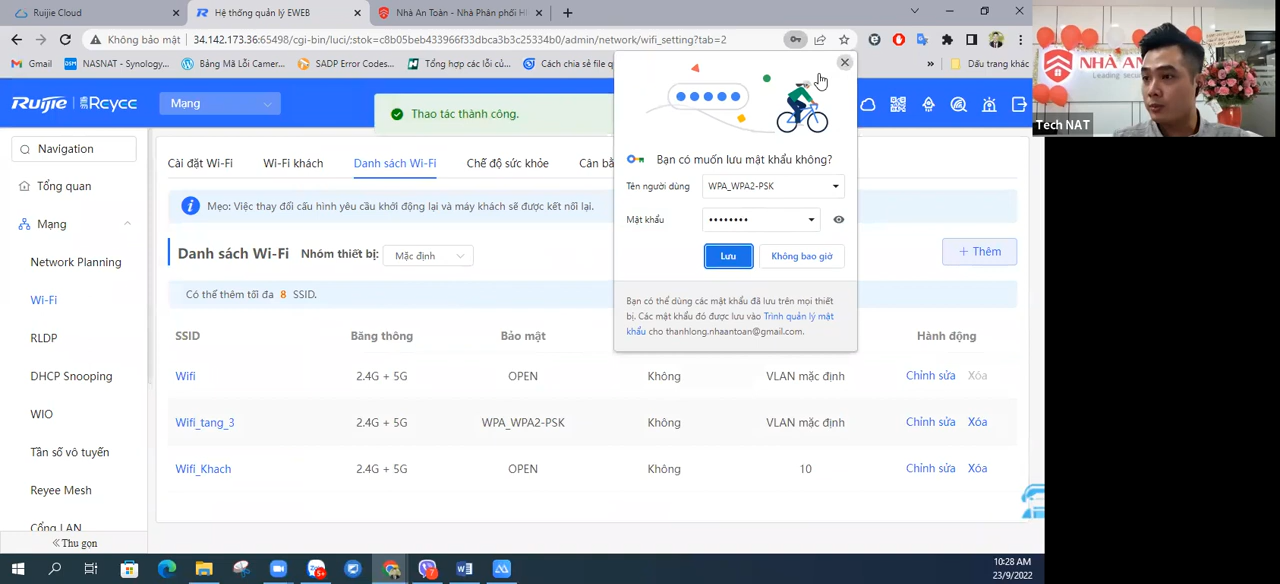 Ruijie Cloud
Hệ thống quản lý EWEB
Nhà An Toàn - Nhà Phân phối H
Không bảo mật
34.142.173.36:65498/cgi-bin/luci/;stok=c8b05beb433966f33dbca3c3c25334b0/admin/network/wifi_setting?tab=2
Gmail
NASNAT - Synology...
Bảng Mã Lỗi Camer...
SADP Error Codes...
Tổng hợp các lỗi củ...
Cách chia sẻ file q
»
Dấu trang khác
Ruijie Rcycc
Mạng
Thao tác thành công.
Navigation
Tổng quan
Mạng
Network Planning
Wi-Fi
RLDP
DHCP Snooping
WIO
Tần số vô tuyến
Reyee Mesh
Cổng LAN
Thu gọn
Cài đặt Wi-Fi
Wi-Fi khách
Danh sách Wi-Fi
Chế độ sức khỏe
Cân bằ
Mẹo: Việc thay đổi cấu hình yêu cầu khởi động lại và máy khách sẽ được kết nối lại.
Danh sách Wi-Fi
Nhóm thiết bị:
Mặc định
+ Thêm
Có thể thêm tối đa 8 SSID.
SSID
Băng thông
Bảo mật
Hành động
Wifi
2.4G + 5G
OPEN
Không
VLAN mặc định
Chỉnh sửa
Xóa
Wifi_tang_3
2.4G + 5G
WPA_WPA2-PSK
Không
VLAN mặc định
Chỉnh sửa
Xóa
Wifi_Khach
2.4G + 5G
OPEN
Không
10
Chỉnh sửa
Xóa
Bạn có muốn lưu mật khẩu không?
Tên người dùng
WPA_WPA2-PSK
Mật khẩu
••••••••
Lưu
Không bao giờ
Bạn có thể dùng các mật khẩu đã lưu trên mọi thiết
bị. Các mật khẩu đó được lưu vào Trình quản lý mật
khẩu cho thanhlong.nhaantoan@gmail.com.
NHÀ AN
Leading secu
Tech NAT
10:28 AM
23/9/2022